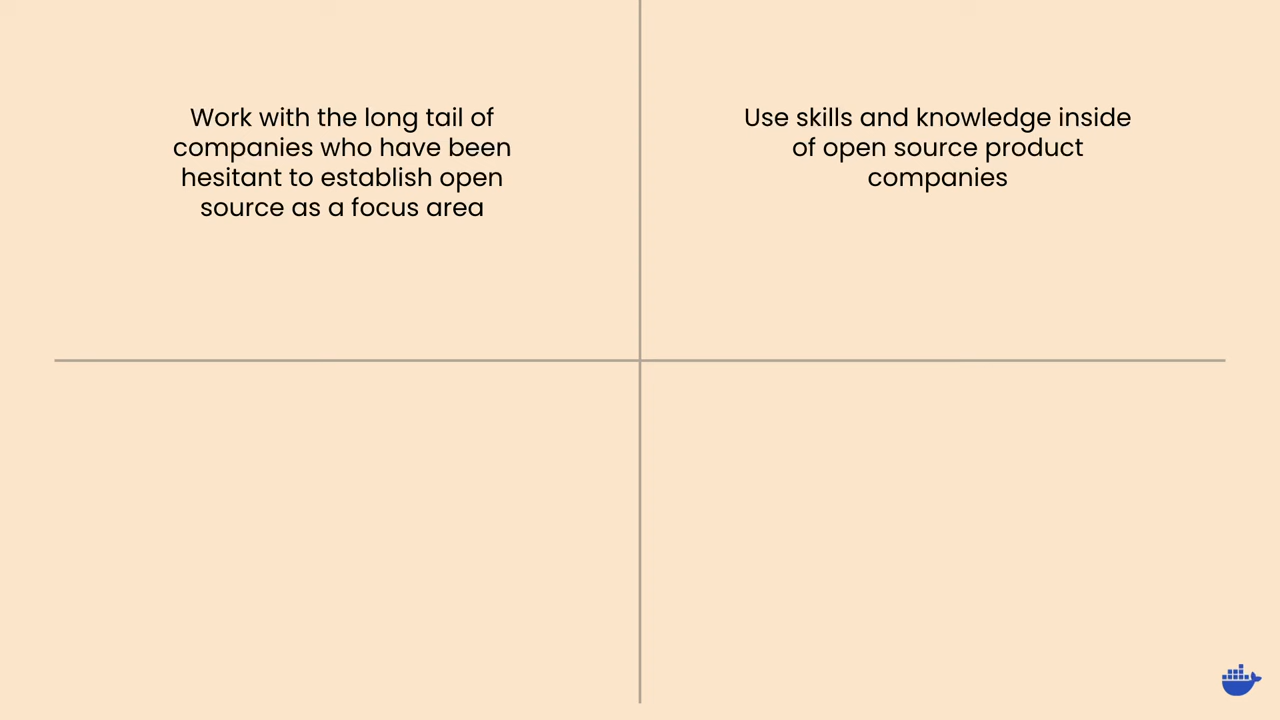 Work with the long tail of
companies who have been
hesitant to establish open
source as a focus area
Use skills and knowledge inside
of open source product
companies